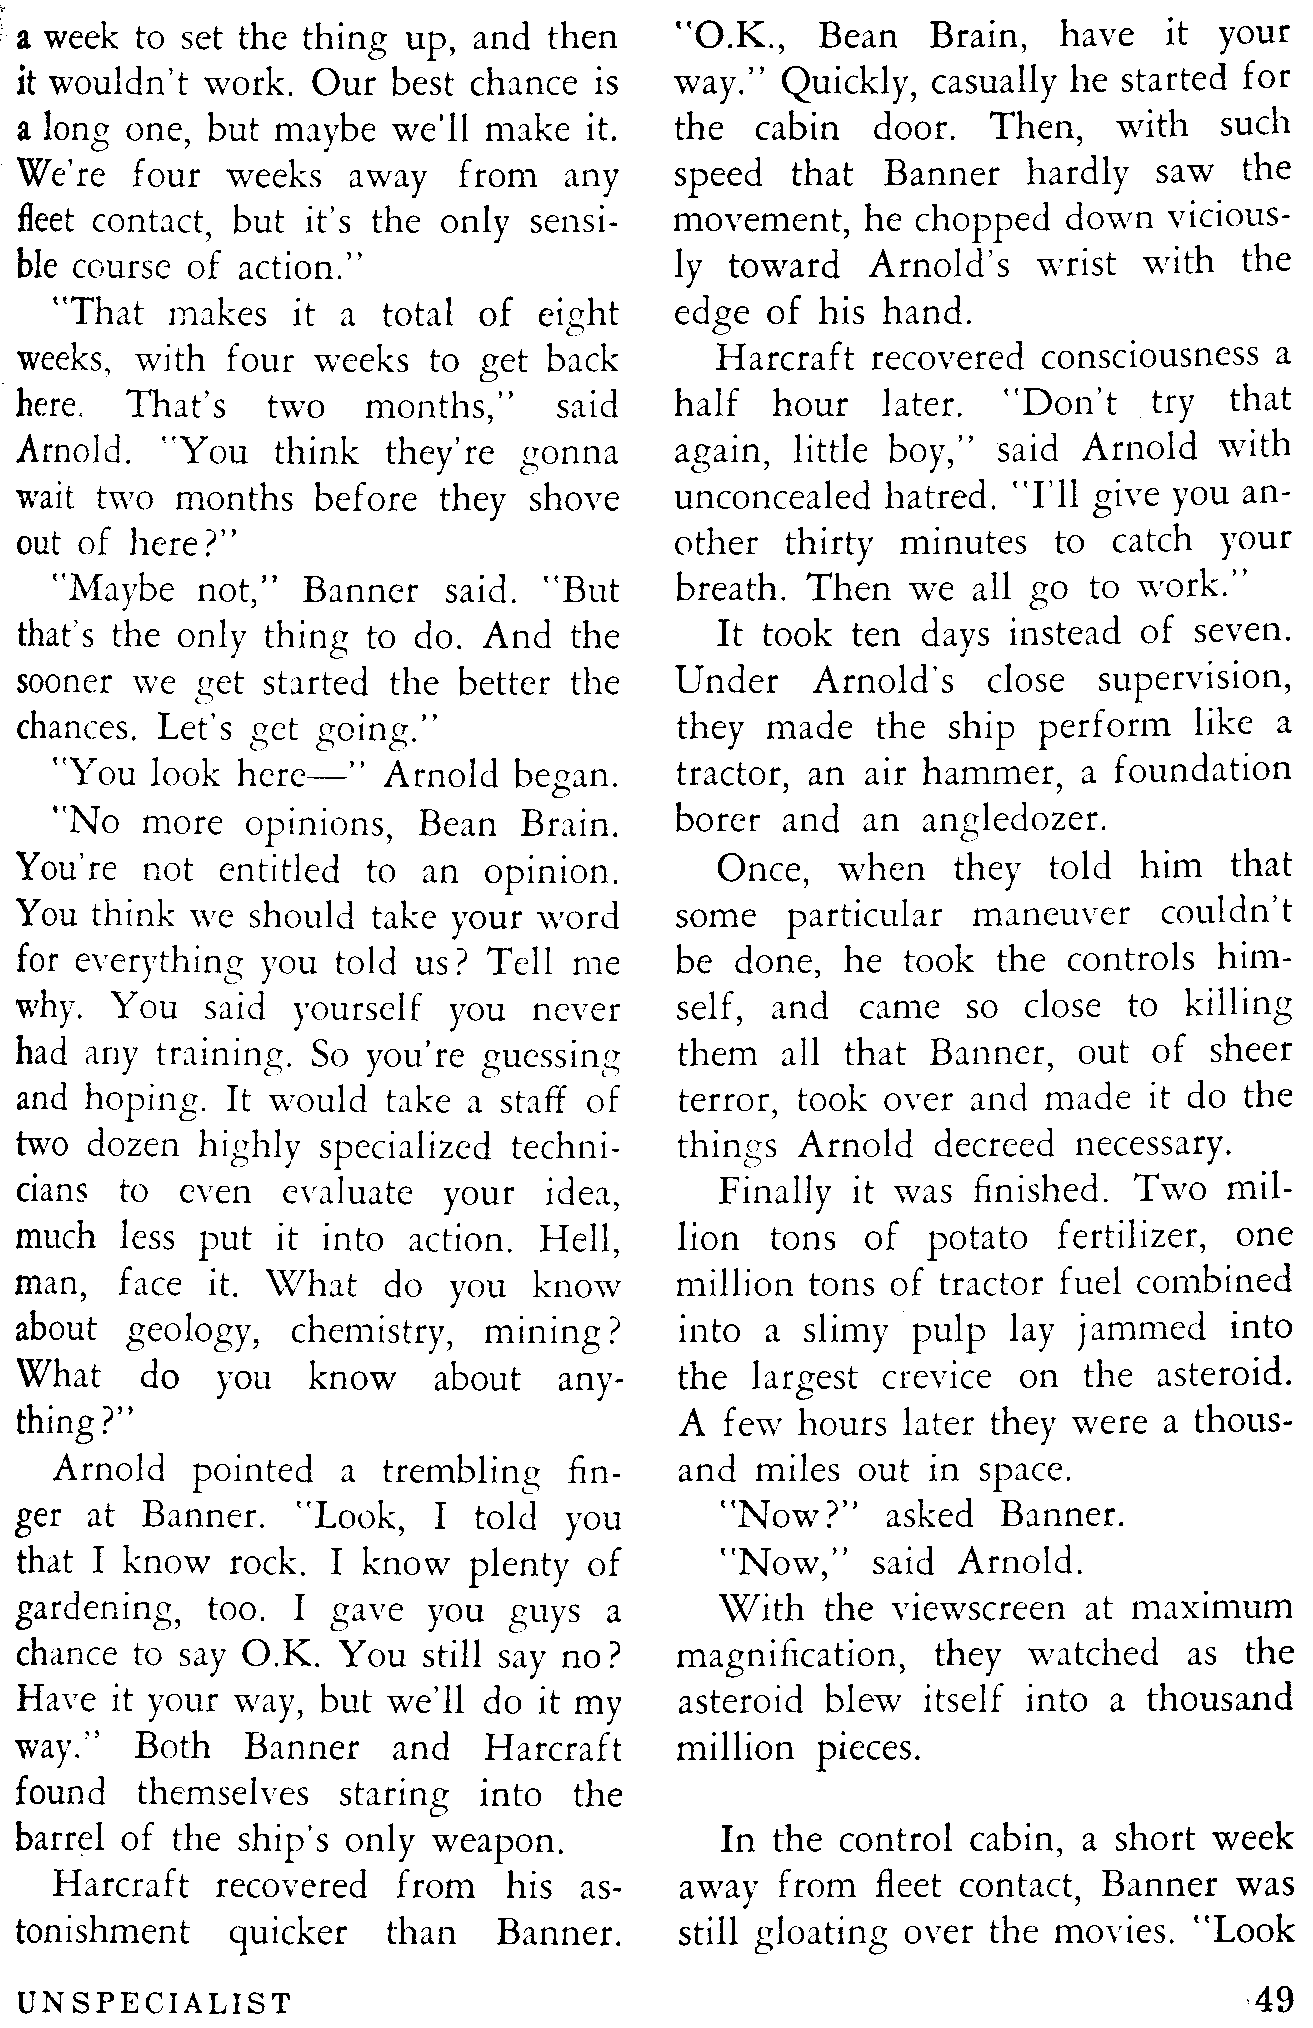 a week to set the thing up, and then
it wouldn't work. Our best chance is
a long one, but maybe we'll make it.
We're four weeks away from any
fleet contact, but it's the only sensi-
ble course of action."
"That makes it a total of eight
weeks, with four weeks to get back
here. That's two months," said
Arnold. "You think they're gonna
wait two months before they shove
out of here?"
"Maybe not," Banner said. "But
that's the only thing to do. And the
sooner we get started the better the
chances. Let's get going."
"You look here—" Arnold began.
"No more opinions, Bean Brain.
You're not entitled to an opinion.
You think we should take your word
for everything you told us? Tell me
why. You said yourself you never
had any training. So you're guessing
and hoping. It would take a staff of
two dozen highly specialized techni-
cians to even evaluate your idea,
much less put it into action. Hell,
man, face it. What do you know
about geology, chemistry, mining?
What do you know about any-
thing?"
Arnold pointed a trembling fin-
ger at Banner. "Look, I told you
that I know rock. I know plenty of
gardening, too. I gave you guys a
chance to say O.K. You still say no?
Have it your way, but we'll do it my
way." Both Banner and Harcraft
found themselves staring into the
barrel of the ship's only weapon.
Harcraft recovered from his as-
tonishment quicker than Banner.
"O.K., Bean Brain, have it your
way." Quickly, casually he started for
the cabin door. Then, with such
speed that Banner hardly saw the
movement, he chopped down vicious-
ly toward Arnold's wrist with the
edge of his hand.
Harcraft recovered consciousness a
half hour later. "Don't try that
again, little boy," said Arnold with
unconcealed hatred. "I'll give you an-
other thirty minutes to catch your
breath. Then we all go to work."
It took ten days instead of seven.
Under Arnold's close supervision,
they made the ship perform like a
tractor, an air hammer, a foundation
borer and an angledozer.
Once, when they told him that
some particular maneuver couldn't
be done, he took the controls him-
self, and came so close to killing
them all that Banner, out of sheer
terror, took over and made it do the
things Arnold decreed necessary.
Finally it was finished. Two mil-
lion tons of potato fertilizer, one
million tons of tractor fuel combined
into a slimy pulp lay jammed into
the largest crevice on the asteroid.
A few hours later they were a thous-
and miles out in space.
"Now?" asked Banner.
"Now," said Arnold.
With the viewscreen at maximum
magnification, they watched as the
asteroid blew itself into a thousand
million pieces.
In the control cabin, a short week
away from fleet contact, Banner was
still gloating over the movies. "Look
UNSPECIALIST
49